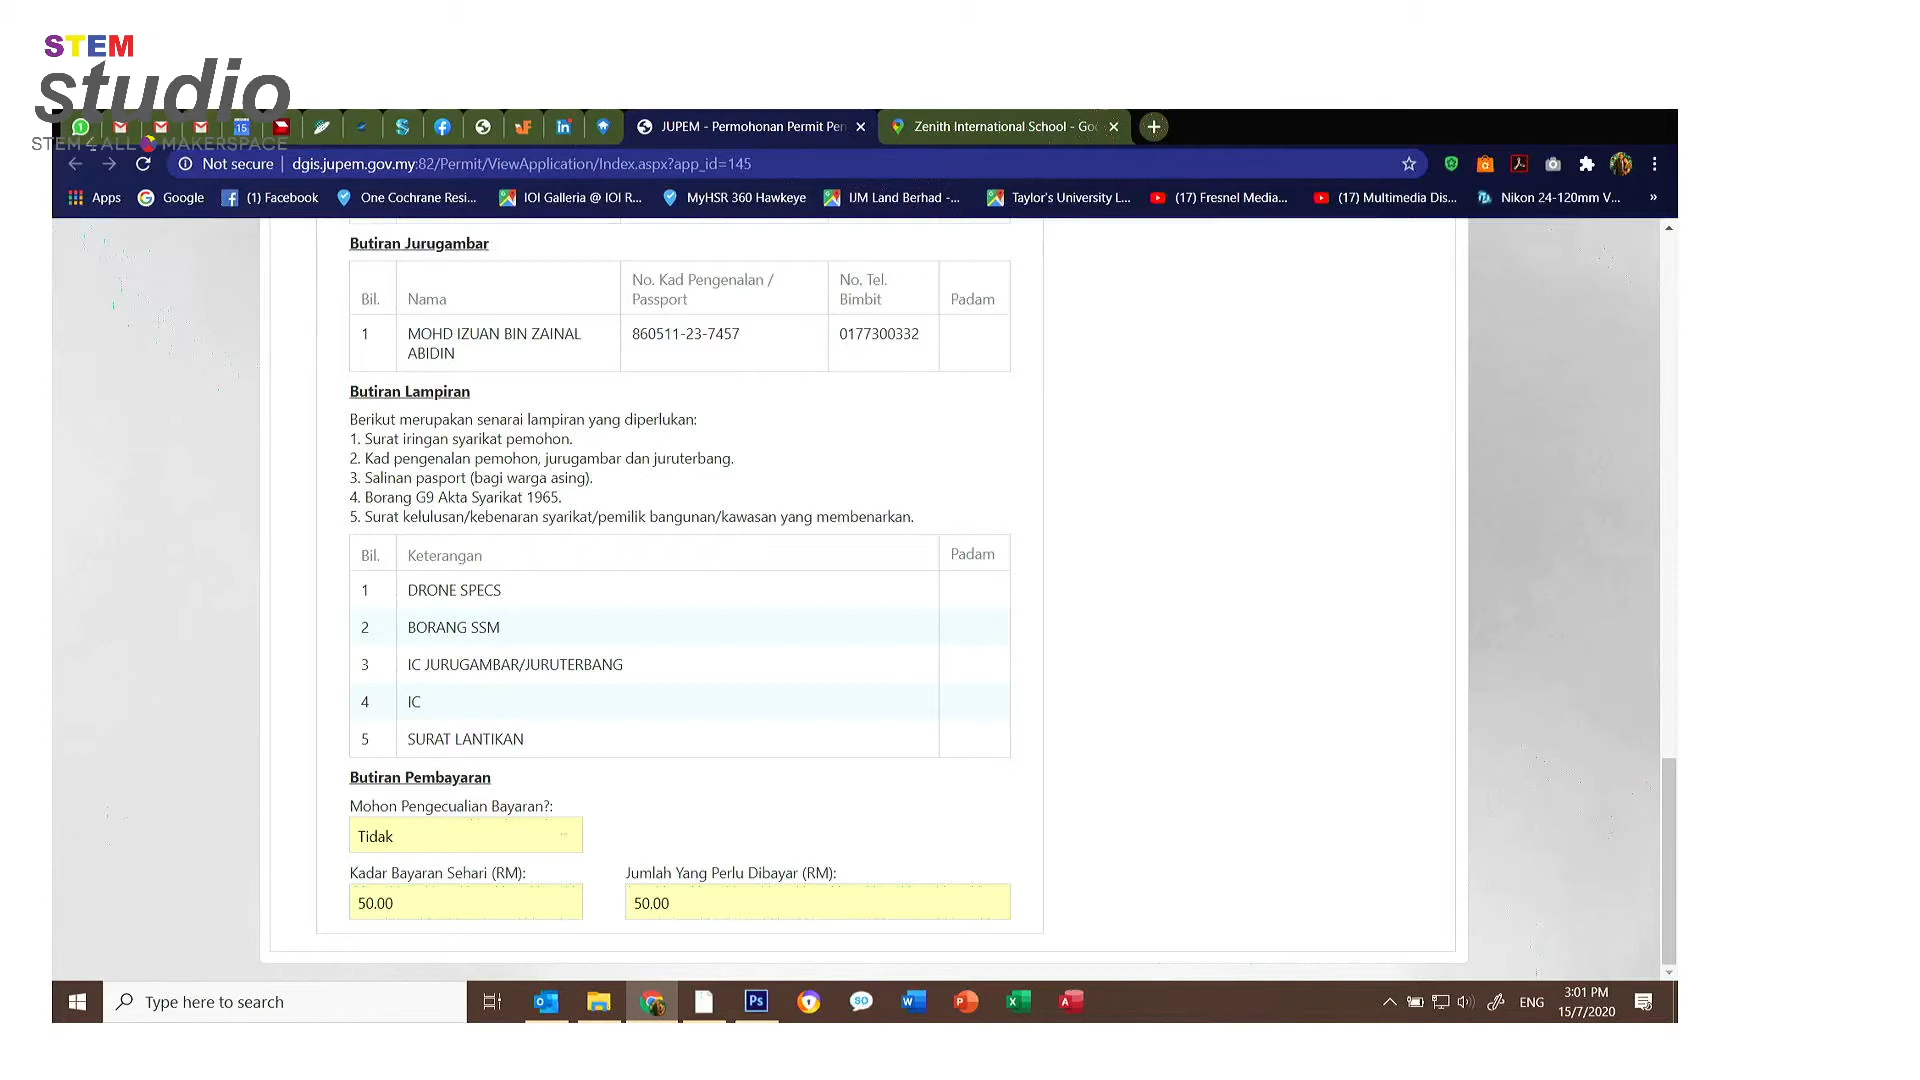 STEM
studio
STEM 4 ALL MAKERSPACE
JUPEM - Permohonan Permit Pen
Zenith International School - Goo
Not secure | dgis.jupem.gov.my:82/Permit/ViewApplication/Index.aspx?app_id=145
Apps Google (1) Facebook One Cochrane Resi... IOI Galleria @ IOI R... MyHSR 360 Hawkeye IJM Land Berhad -... Taylor's University L... (17) Fresnel Media... (17) Multimedia Dis... Nikon 24-120mm V... »
Butiran Jurugambar
Bil. Nama No. Kad Pengenalan / Passport No. Tel. Bimbit Padam
1 MOHD IZUAN BIN ZAINAL ABIDIN 860511-23-7457 0177300332
Butiran Lampiran
Berikut merupakan senarai lampiran yang diperlukan:
1. Surat iringan syarikat pemohon.
2. Kad pengenalan pemohon, jurugambar dan juruterbang.
3. Salinan pasport (bagi warga asing).
4. Borang G9 Akta Syarikat 1965.
5. Surat kelulusan/kebenaran syarikat/pemilik bangunan/kawasan yang membenarkan.
Bil. Keterangan Padam
1 DRONE SPECS
2 BORANG SSM
3 IC JURUGAMBAR/JURUTERBANG
4 IC
5 SURAT LANTIKAN
Butiran Pembayaran
Mohon Pengecualian Bayaran?:
Tidak
Kadar Bayaran Sehari (RM): Jumlah Yang Perlu Dibayar (RM):
50.00 50.00
Type here to search
ENG
3:01 PM
15/7/2020